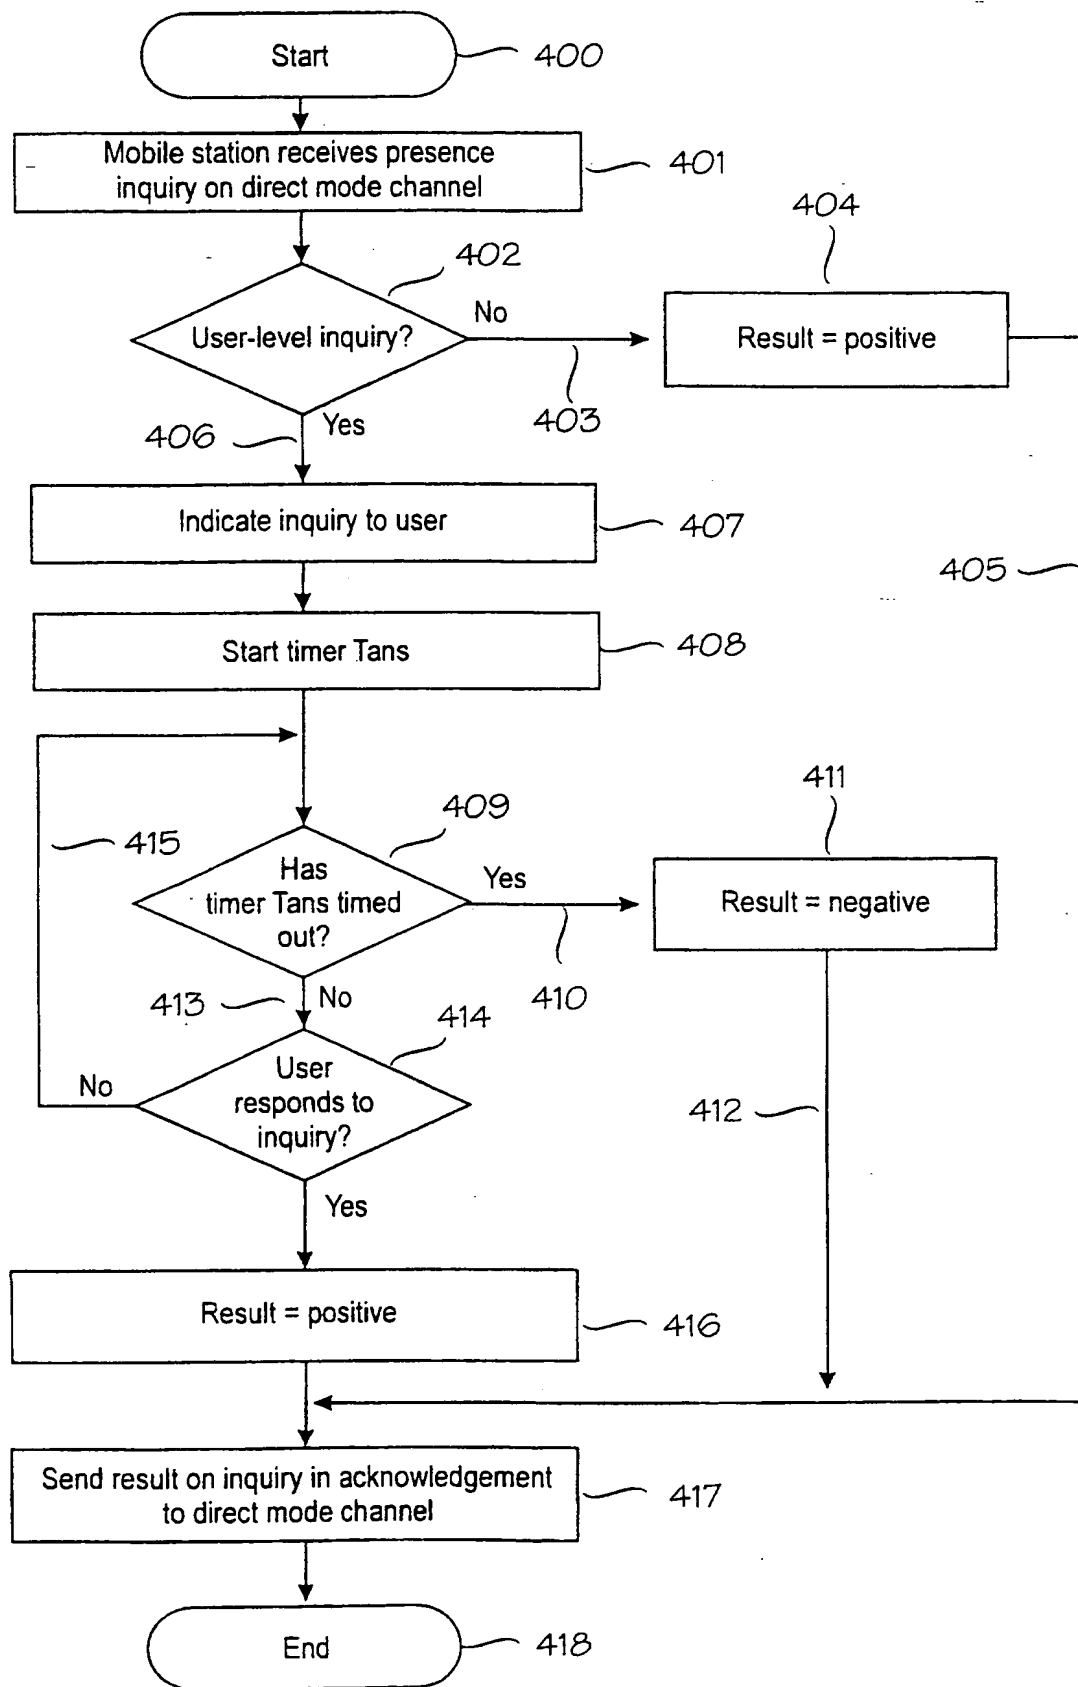 Start
400
Mobile station receives presence
inquiry on direct mode channel
401
402
User-level inquiry?
No
403
404
Result = positive
405
406
Yes
Indicate inquiry to user
407
Start timer Tans
408
409
Has
timer Tans timed
out?
Yes
410
411
Result = negative
412
413
No
414
User
responds to
inquiry?
No
415
Yes
Result = positive
416
Send result on inquiry in acknowledgement
to direct mode channel
417
End
418